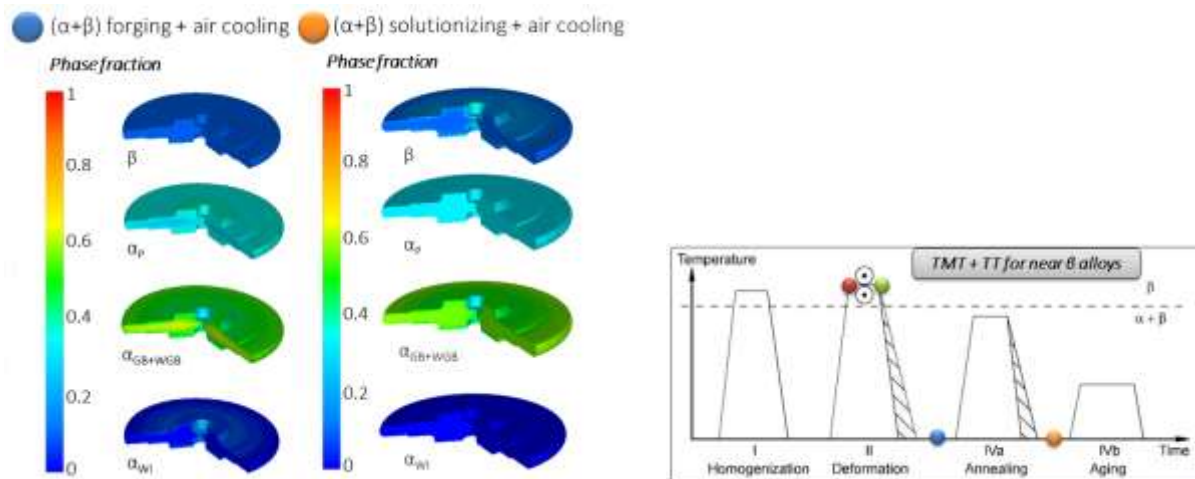 (α+β) forging + air cooling
(α+β) solutionizing + air cooling
Phase fraction
1
0.8
0.6
0.4
0.2
0
β
αP
αGB+WGB
αWI
Phase fraction
1
0.8
0.6
0.4
0.2
0
β
αP
αGB+WGB
αWI
Temperature
TMT + TT for near β alloys
β
α + β
I
II
IVa
IVb
Time
Homogenization
Deformation
Annealing
Aging